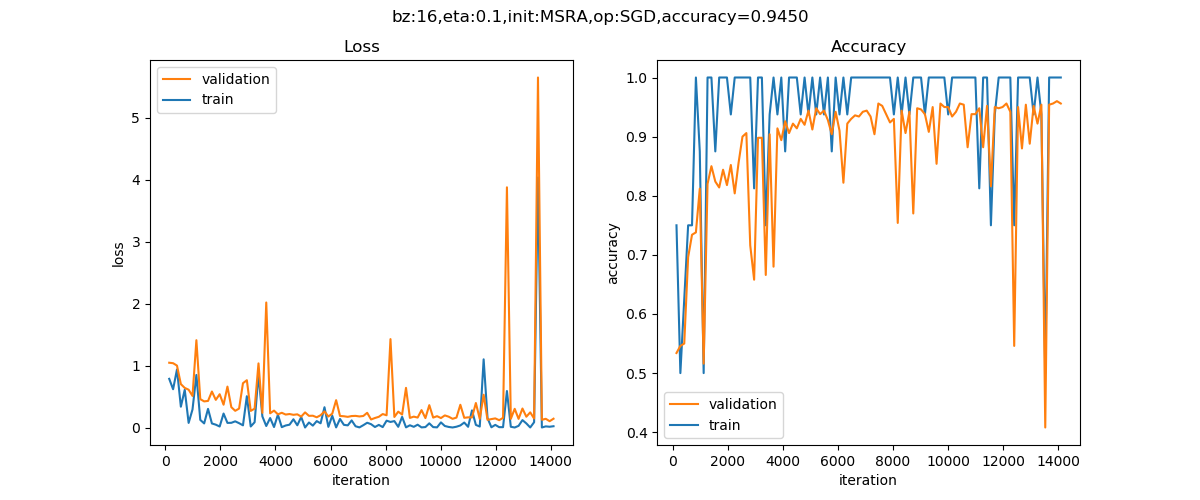 bz:16,eta:0.1,init:MSRA,op:SGD,accuracy=0.9450
Loss
validation
train
5
4
3
2
1
0
loss
0 2000 4000 6000 8000 10000 12000 14000
iteration
Accuracy
1.0
0.9
0.8
0.7
0.6
0.5
0.4
accuracy
validation
train
0 2000 4000 6000 8000 10000 12000 14000
iteration